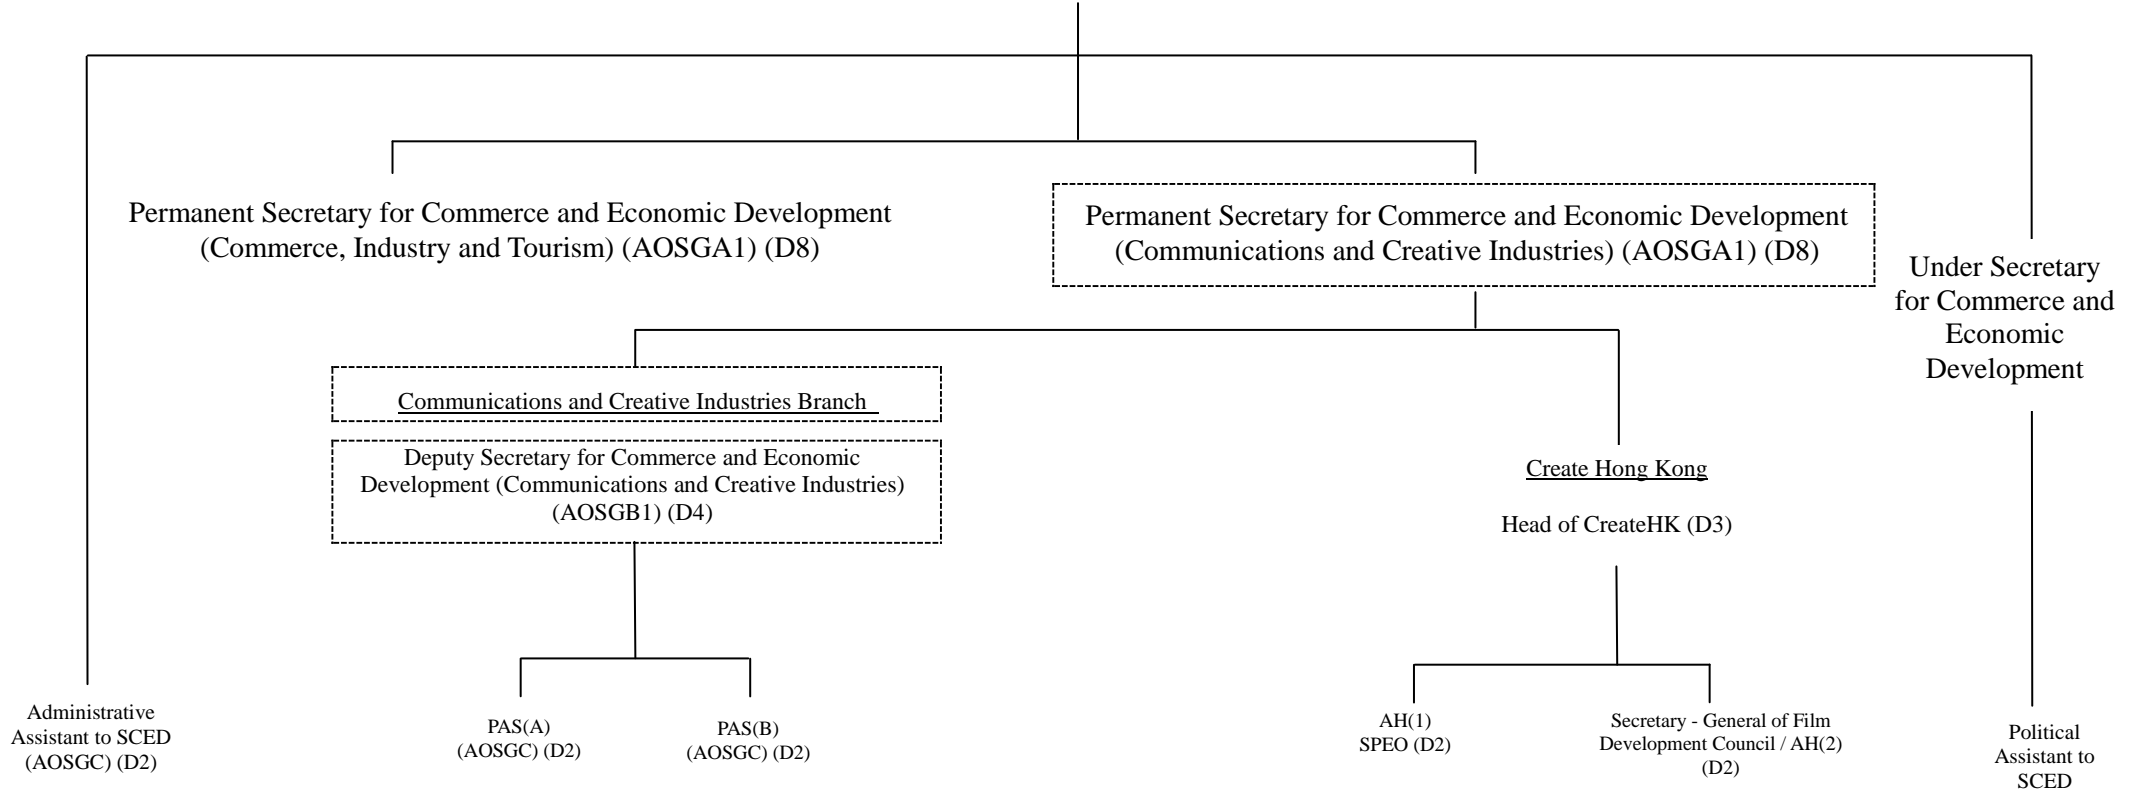 Permanent Secretary for Commerce and Economic Development
(Commerce, Industry and Tourism) (AOSGA1) (D8)
Permanent Secretary for Commerce and Economic Development
(Communications and Creative Industries) (AOSGA1) (D8)
Under Secretary
for Commerce and
Economic
Development
Communications and Creative Industries Branch
Deputy Secretary for Commerce and Economic
Development (Communications and Creative Industries)
(AOSGB1) (D4)
Create Hong Kong
Head of CreateHK (D3)
Administrative
Assistant to SCED
(AOSGC) (D2)
PAS(A)
(AOSGC) (D2)
PAS(B)
(AOSGC) (D2)
AH(1)
SPEO (D2)
Secretary - General of Film
Development Council / AH(2)
(D2)
Political
Assistant to
SCED